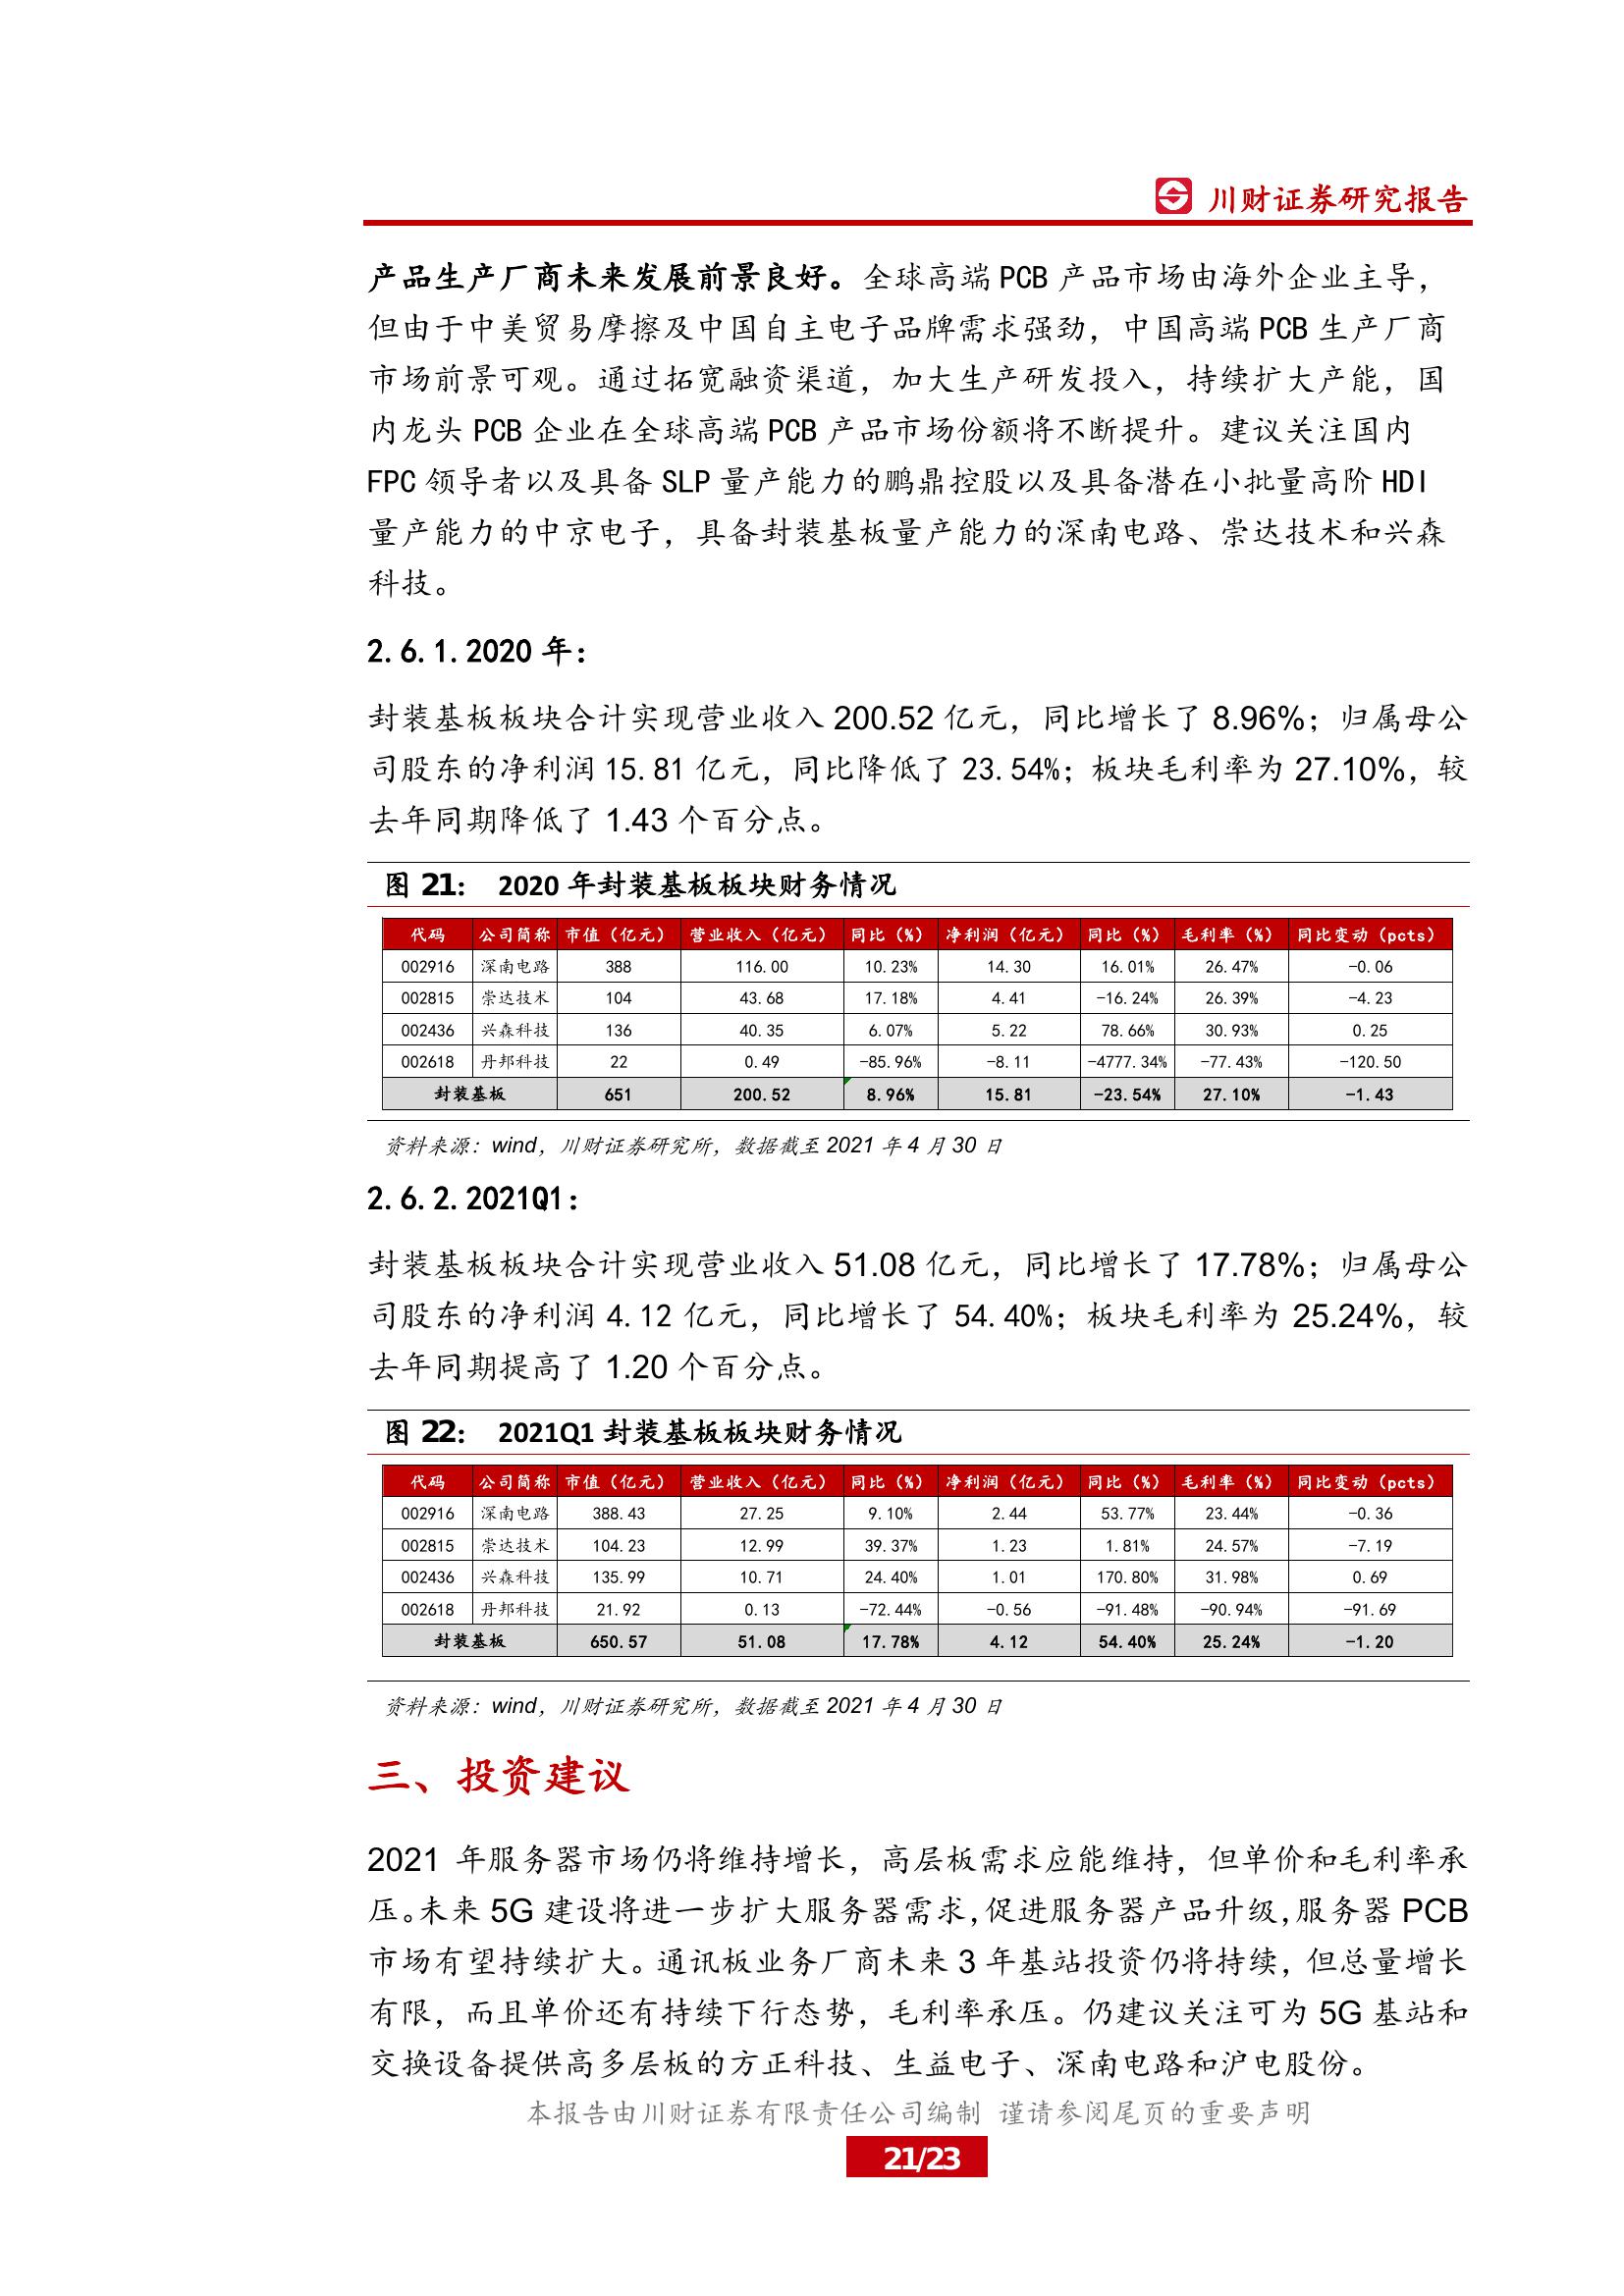 川财证券研究报告
产品生产厂商未来发展前景良好。全球高端 PCB 产品市场由海外企业主导，
但由于中美贸易摩擦及中国自主电子品牌需求强劲，中国高端 PCB 生产厂商
市场前景可观。通过拓宽融资渠道，加大生产研发投入，持续扩大产能，国
内龙头 PCB 企业在全球高端 PCB 产品市场份额将不断提升。建议关注国内
FPC 领导者以及具备 SLP 量产能力的鹏鼎控股以及具备潜在小批量高阶 HDI
量产能力的中京电子，具备封装基板量产能力的深南电路、崇达技术和兴森
科技。
2.6.1.2020 年：
封装基板板块合计实现营业收入 200.52 亿元，同比增长了 8.96%；归属母公
司股东的净利润 15.81 亿元，同比降低了 23.54%；板块毛利率为 27.10%，较
去年同期降低了 1.43 个百分点。
图 21： 2020 年封装基板板块财务情况
代码 公司简称 市值（亿元） 营业收入（亿元） 同比（%） 净利润（亿元） 同比（%） 毛利率（%） 同比变动（pcts）
002916 深南电路 388 116.00 10.23% 14.30 16.01% 26.47% -0.06
002815 崇达技术 104 43.68 17.18% 4.41 -16.24% 26.39% -4.23
002436 兴森科技 136 40.35 6.07% 5.22 78.66% 30.93% 0.25
002618 丹邦科技 22 0.49 -85.96% -8.11 -4777.34% -77.43% -120.50
封装基板 651 200.52 8.96% 15.81 -23.54% 27.10% -1.43
资料来源：wind，川财证券研究所，数据截至 2021 年 4 月 30 日
2.6.2.2021Q1：
封装基板板块合计实现营业收入 51.08 亿元，同比增长了 17.78%；归属母公
司股东的净利润 4.12 亿元，同比增长了 54.40%；板块毛利率为 25.24%，较
去年同期提高了 1.20 个百分点。
图 22： 2021Q1 封装基板板块财务情况
代码 公司简称 市值（亿元） 营业收入（亿元） 同比（%） 净利润（亿元） 同比（%） 毛利率（%） 同比变动（pcts）
002916 深南电路 388.43 27.25 9.10% 2.44 53.77% 23.44% -0.36
002815 崇达技术 104.23 12.99 39.37% 1.23 1.81% 24.57% -7.19
002436 兴森科技 135.99 10.71 24.40% 1.01 170.80% 31.98% 0.69
002618 丹邦科技 21.92 0.13 -72.44% -0.56 -91.48% -90.94% -91.69
封装基板 650.57 51.08 17.78% 4.12 54.40% 25.24% -1.20
资料来源：wind，川财证券研究所，数据截至 2021 年 4 月 30 日
三、投资建议
2021 年服务器市场仍将维持增长，高层板需求应能维持，但单价和毛利率承
压。未来 5G 建设将进一步扩大服务器需求，促进服务器产品升级，服务器 PCB
市场有望持续扩大。通讯板业务厂商未来 3 年基站投资仍将持续，但总量增长
有限，而且单价还有持续下行态势，毛利率承压。仍建议关注可为 5G 基站和
交换设备提供高多层板的方正科技、生益电子、深南电路和沪电股份。
本报告由川财证券有限责任公司编制 谨请参阅尾页的重要声明
21/23